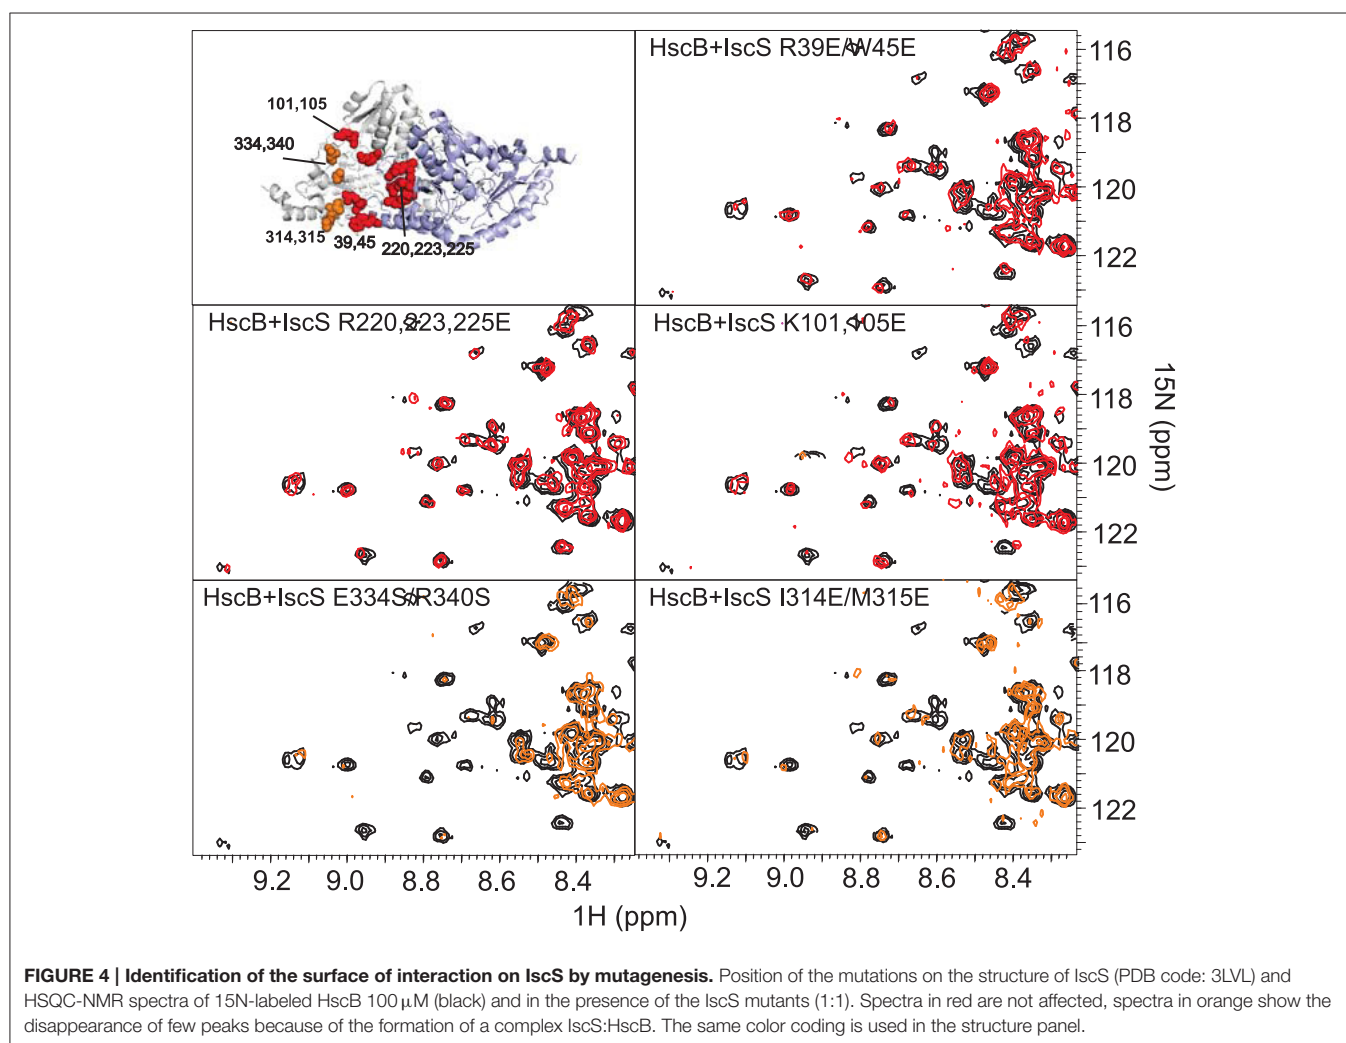 101,105
334,340
314,315
39,45
220,223,225
HscB+IscS R39E/W45E
116
118
120
122
HscB+IscS R220,223,225E
HscB+IscS K101,105E
116
118
120
122
15N (ppm)
HscB+IscS E334S/R340S
HscB+IscS I314E/M315E
116
118
120
122
9.2 9.0 8.8 8.6 8.4
9.2 9.0 8.8 8.6 8.4
1H (ppm)
FIGURE 4 | Identification of the surface of interaction on IscS by mutagenesis. Position of the mutations on the structure of IscS (PDB code: 3LVL) and
HSQC-NMR spectra of 15N-labeled HscB 100 μM (black) and in the presence of the IscS mutants (1:1). Spectra in red are not affected, spectra in orange show the
disappearance of few peaks because of the formation of a complex IscS:HscB. The same color coding is used in the structure panel.